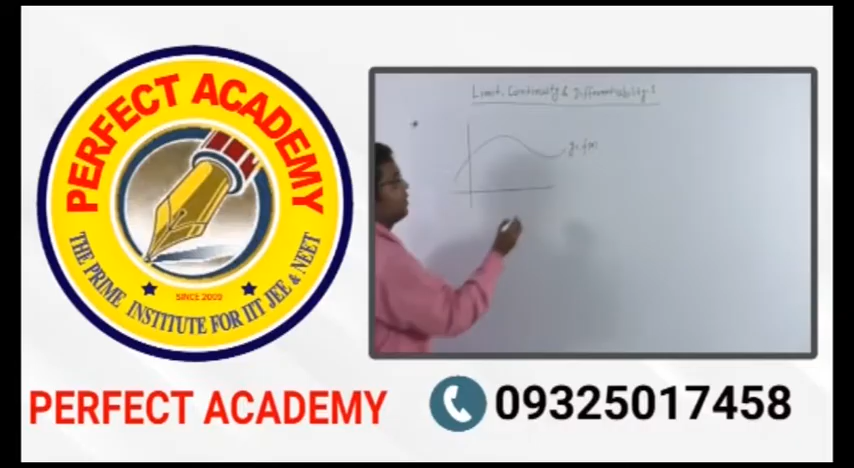 PERFECT ACADEMY
THE PRIME INSTITUTE FOR IIT JEE & NEET
SINCE 2009
Limit, Continuity & Differentiability :
y = f(x)
PERFECT ACADEMY
09325017458